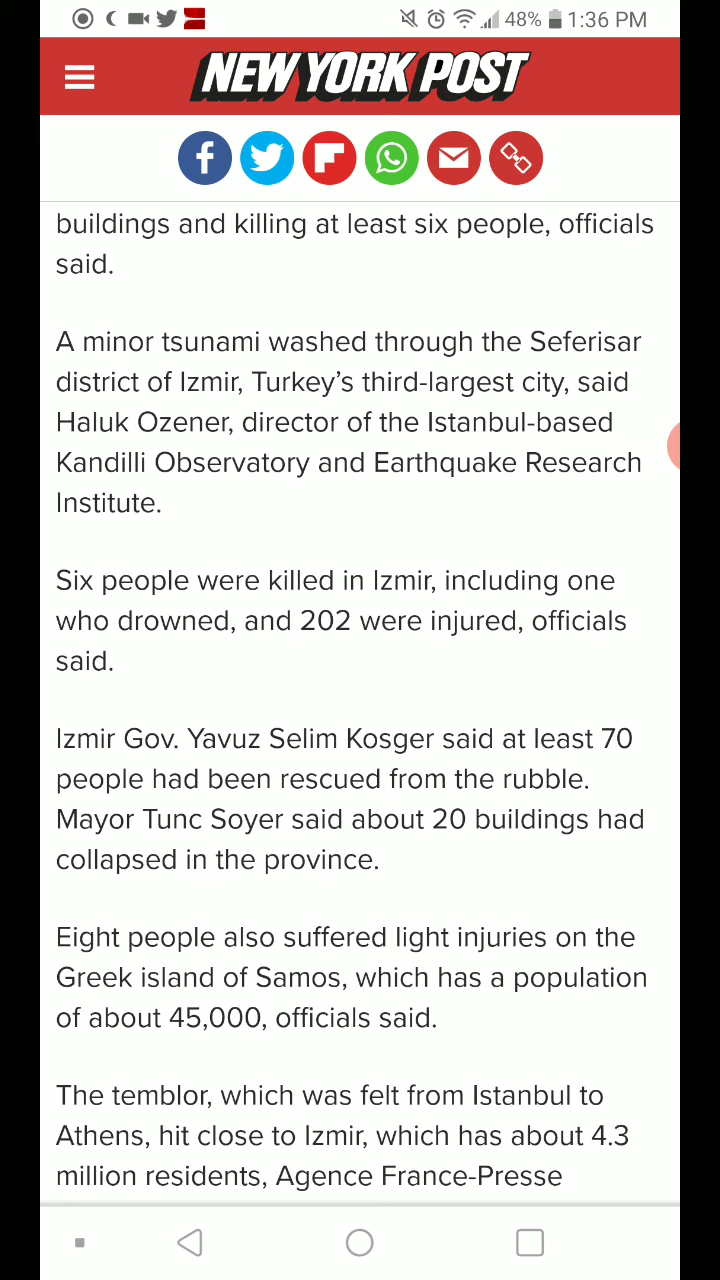 48% 1:36 PM
NEW YORK POST
buildings and killing at least six people, officials
said.
A minor tsunami washed through the Seferisar
district of Izmir, Turkey’s third-largest city, said
Haluk Ozener, director of the Istanbul-based
Kandilli Observatory and Earthquake Research
Institute.
Six people were killed in Izmir, including one
who drowned, and 202 were injured, officials
said.
Izmir Gov. Yavuz Selim Kosger said at least 70
people had been rescued from the rubble.
Mayor Tunc Soyer said about 20 buildings had
collapsed in the province.
Eight people also suffered light injuries on the
Greek island of Samos, which has a population
of about 45,000, officials said.
The temblor, which was felt from Istanbul to
Athens, hit close to Izmir, which has about 4.3
million residents, Agence France-Presse